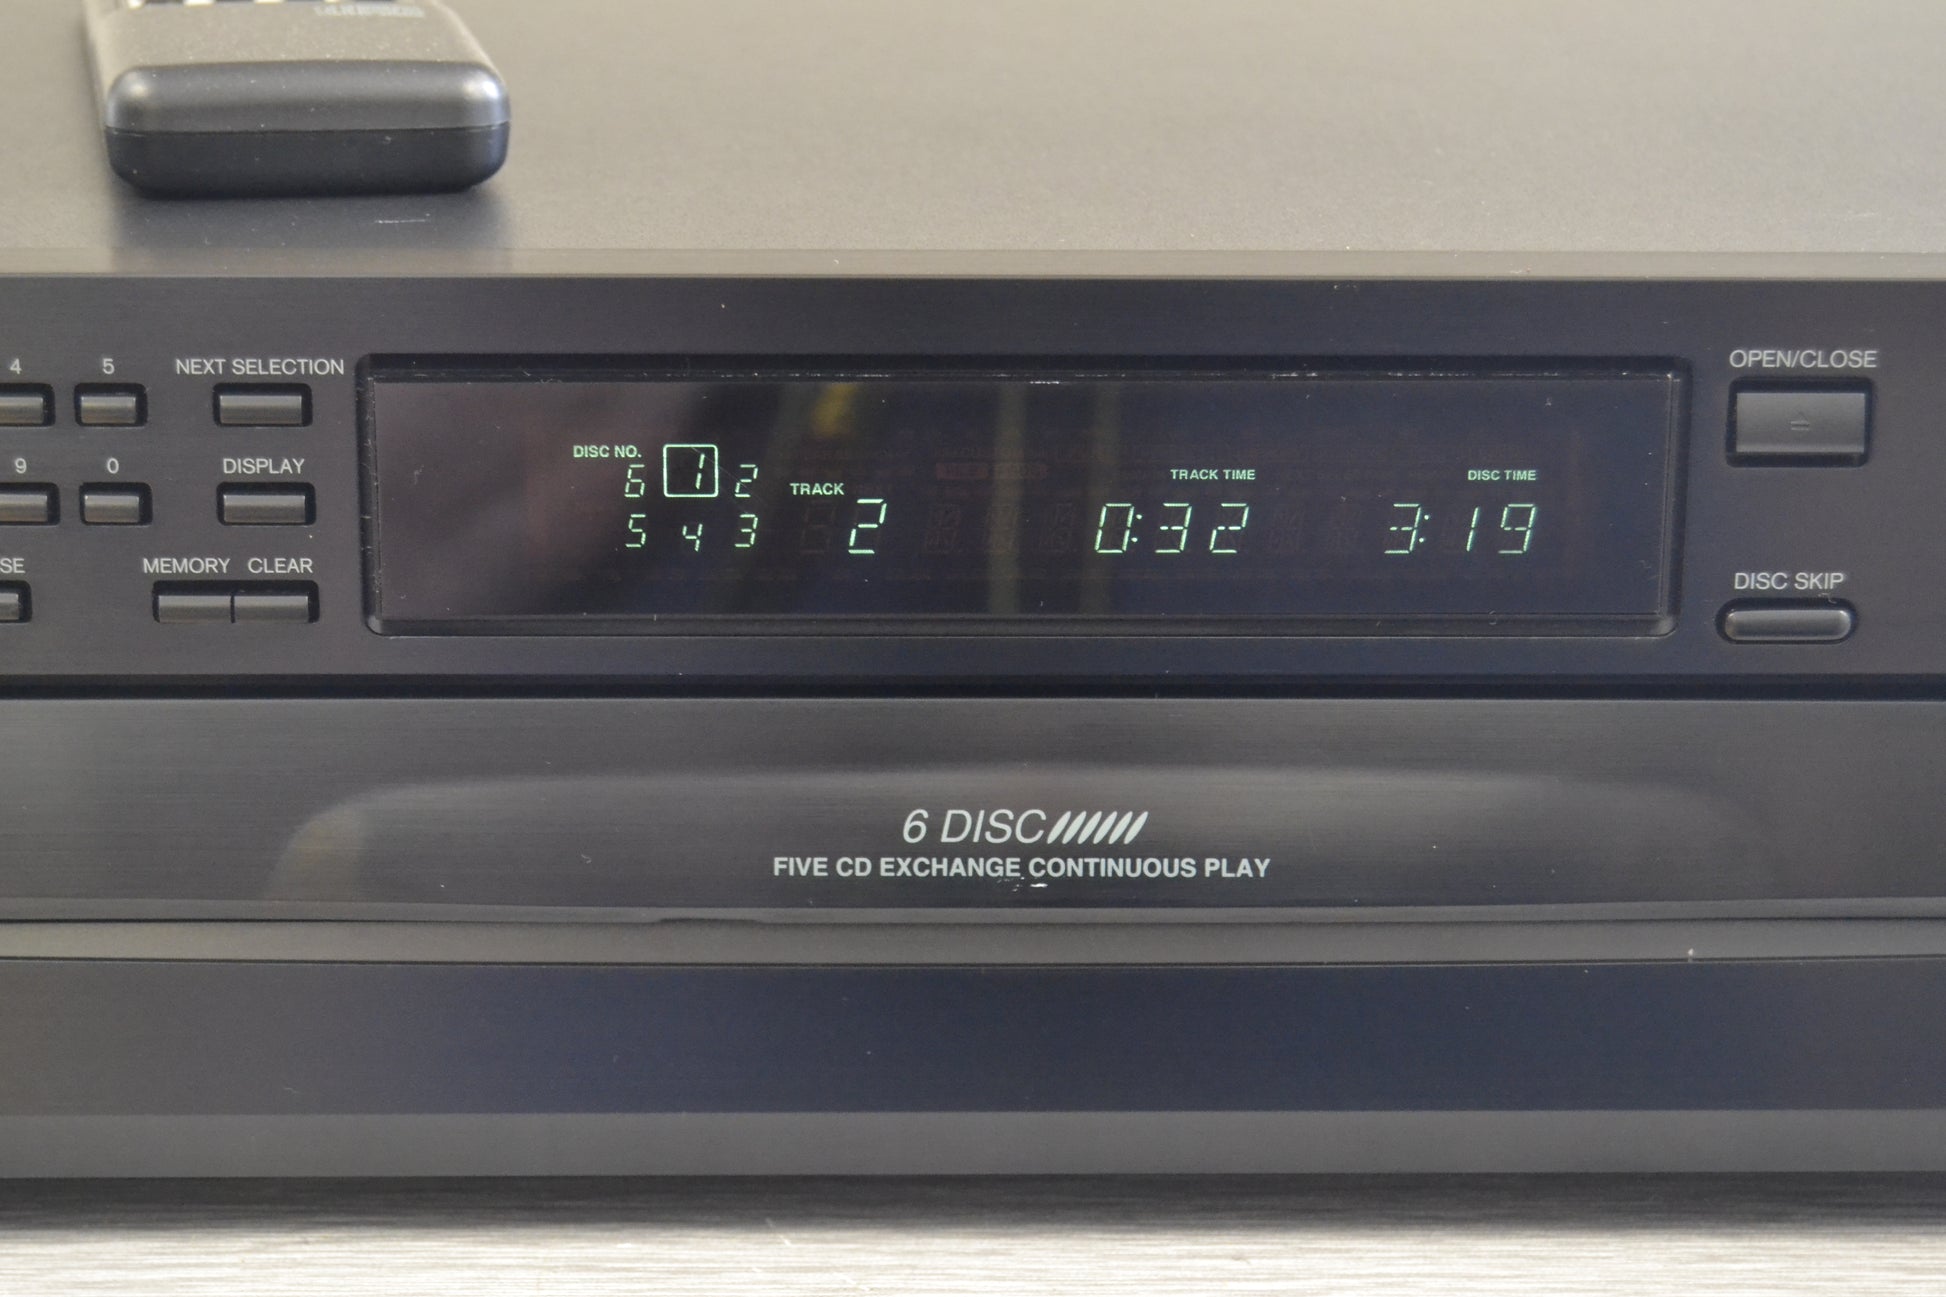 4 5 NEXT SELECTION
OPEN/CLOSE
DISC NO.
6 1 2
TRACK 2
TRACK TIME
0:32
DISC TIME
3:19
5 4 3
9 0 DISPLAY
SE MEMORY CLEAR
DISC SKIP
6 DISC
FIVE CD EXCHANGE CONTINUOUS PLAY